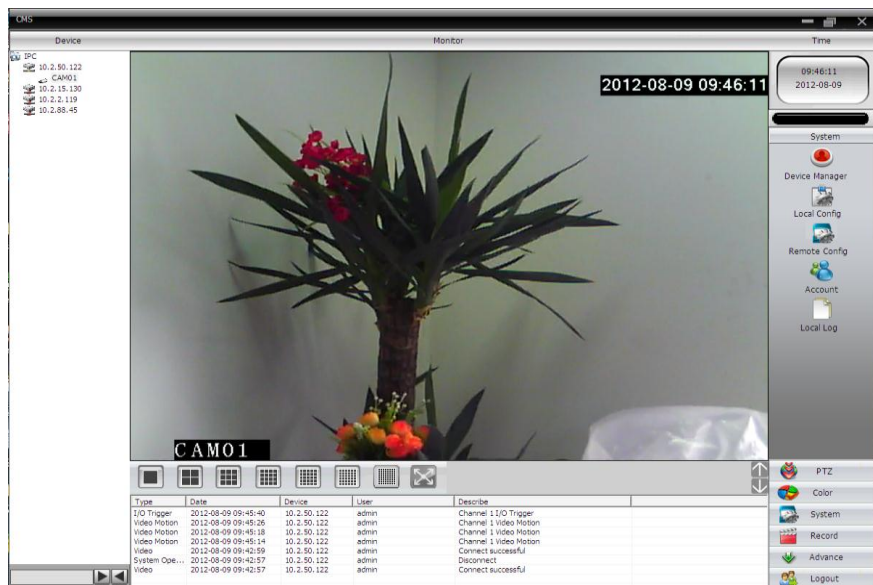 CMS
Device Monitor Time
IPC
10.2.50.122
CAM01
10.2.15.130
10.2.2.119
10.2.88.45
2012-08-09 09:46:11
CAM01
09:46:11
2012-08-09
System
Device Manager
Local Config
Remote Config
Account
Local Log
PTZ
Color
System
Record
Advance
Logout
Type Date Device User Describe
I/O Trigger 2012-08-09 09:45:40 10.2.50.122 admin Channel 1 I/O Trigger
Video Motion 2012-08-09 09:45:26 10.2.50.122 admin Channel 1 Video Motion
Video Motion 2012-08-09 09:45:18 10.2.50.122 admin Channel 1 Video Motion
Video Motion 2012-08-09 09:45:14 10.2.50.122 admin Channel 1 Video Motion
Video 2012-08-09 09:42:59 10.2.50.122 admin Connect successful
System Ope... 2012-08-09 09:42:57 10.2.50.122 admin Disconnect
Video 2012-08-09 09:42:57 10.2.50.122 admin Connect successful